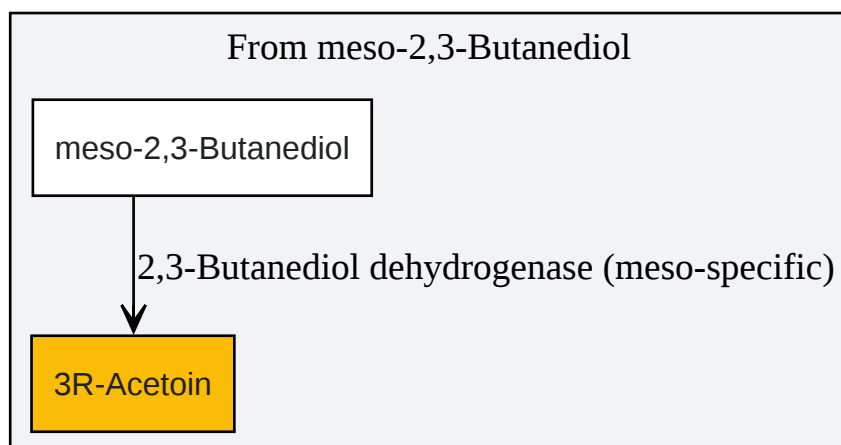 From meso-2,3-Butanediol
meso-2,3-Butanediol
2,3-Butanediol dehydrogenase (meso-specific)
3R-Acetoin